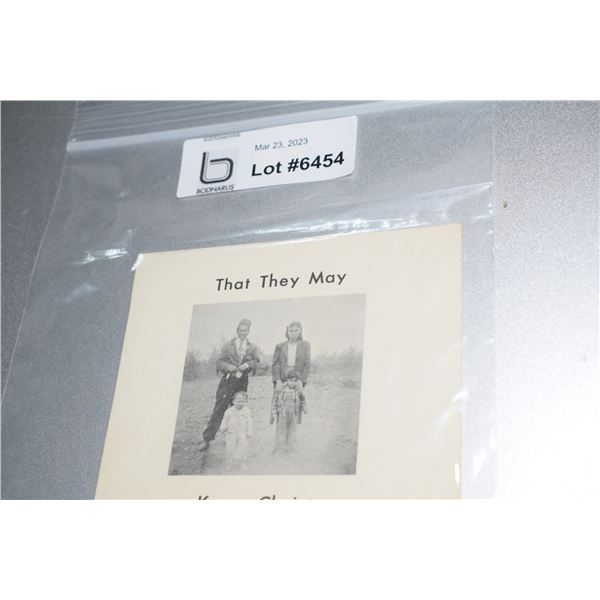 Mar 23, 2023
b
BODNARUS
Lot #6454
That They May